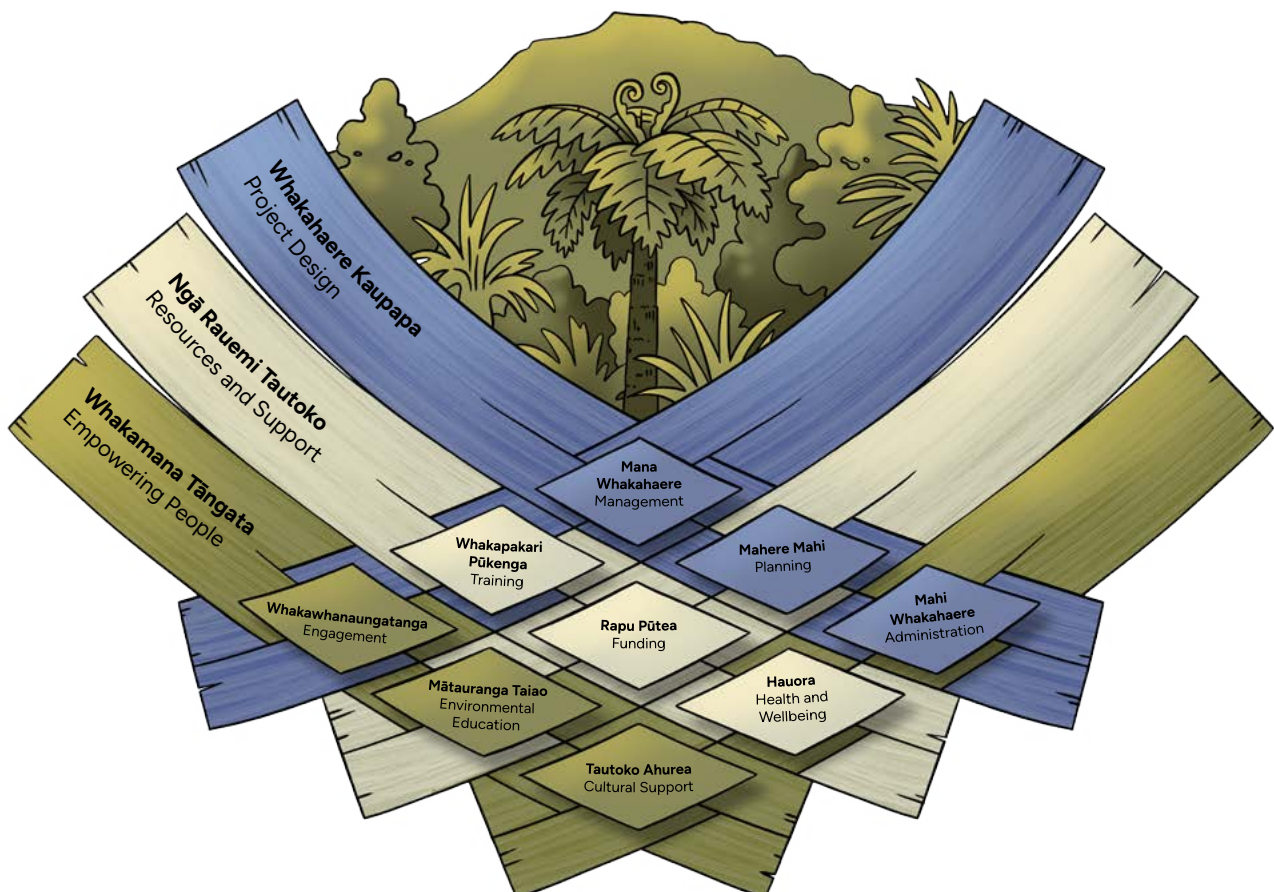 Whakahaere Kaupapa
Project Design
Ngā Rauemi Tautoko
Resources and Support
Whakamana Tāngata
Empowering People
Mana
Whakahaere
Management
Whakapakari
Pūkenga
Training
Mahere Mahi
Planning
Whakawhanaungatanga
Engagement
Rapu Pūtea
Funding
Mahi
Whakahaere
Administration
Mātauranga Taiao
Environmental
Education
Hauora
Health and
Wellbeing
Tautoko Ahurea
Cultural Support